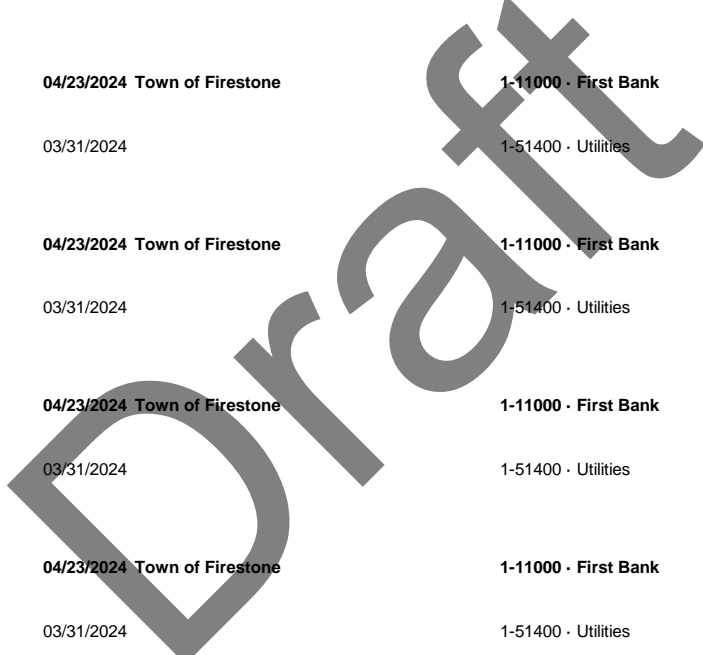 04/23/2024 Town of Firestone 1-11000 · First Bank
03/31/2024 1-51400 · Utilities
04/23/2024 Town of Firestone 1-11000 · First Bank
03/31/2024 1-51400 · Utilities
04/23/2024 Town of Firestone 1-11000 · First Bank
03/31/2024 1-51400 · Utilities
04/23/2024 Town of Firestone 1-11000 · First Bank
03/31/2024 1-51400 · Utilities
Draft